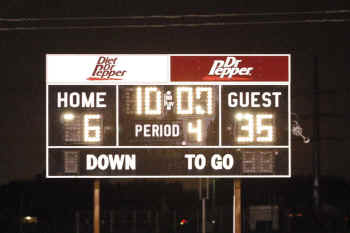 Diet Dr Pepper
Dr Pepper
HOME 10:07 GUEST
6 PERIOD 4 35
DOWN TO GO